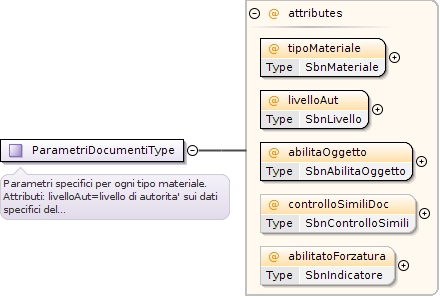 @ attributes
@ tipoMateriale
Type SbnMateriale
@ livelloAut
Type SbnLivello
ParametriDocumentiType
@ abilitaOggetto
Type SbnAbilitaOggetto
Parametri specifici per ogni tipo materiale.
Attributi: livelloAut=livello di autorita' sui dati
specifici del...
@ controlloSimiliDoc
Type SbnControlloSimili
@ abilitatoForzatura
Type SbnIndicatore